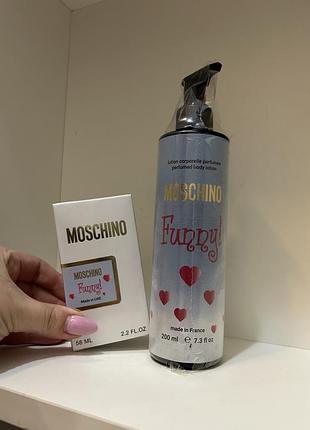 MOSCHINO
MOSCHINO
Funny!
Made in UAE
58 ML
2.2 FL.OZ
lotion corporelle parfumée
perfumed body lotion
MOSCHINO
Funny!
made in France
200 ml e 7.3 fl.oz